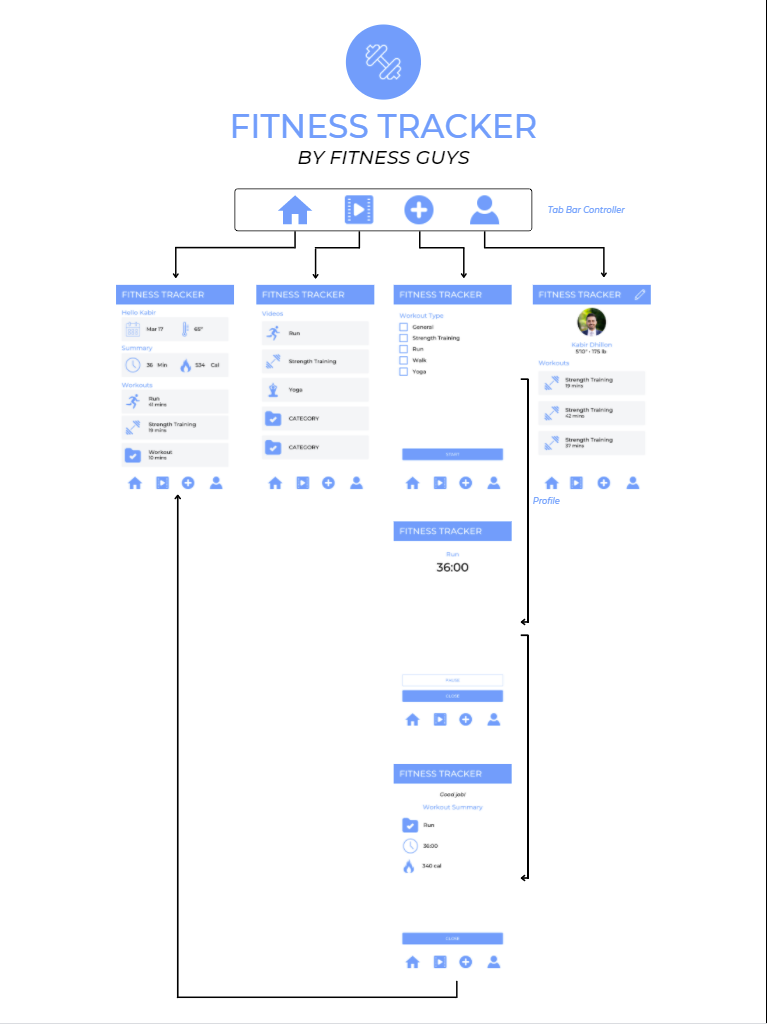 FITNESS TRACKER
BY FITNESS GUYS
Tab Bar Controller
FITNESS TRACKER
Hello Kabir
Mar 17
65°
Summary
36 Min
534 Cal
Workouts
Run
41 mins
Strength Training
19 mins
Workout
10 mins
FITNESS TRACKER
Videos
Run
Strength Training
Yoga
CATEGORY
CATEGORY
FITNESS TRACKER
Workout Type
General
Strength Training
Run
Walk
Yoga
START
FITNESS TRACKER
Kabir Dhillon
5'10" - 175 lb
Workouts
Strength Training
19 mins
Strength Training
42 mins
Strength Training
37 mins
Profile
FITNESS TRACKER
Run
36:00
PAUSE
FITNESS TRACKER
Good job!
Workout Summary
Run
36:00
340 cal